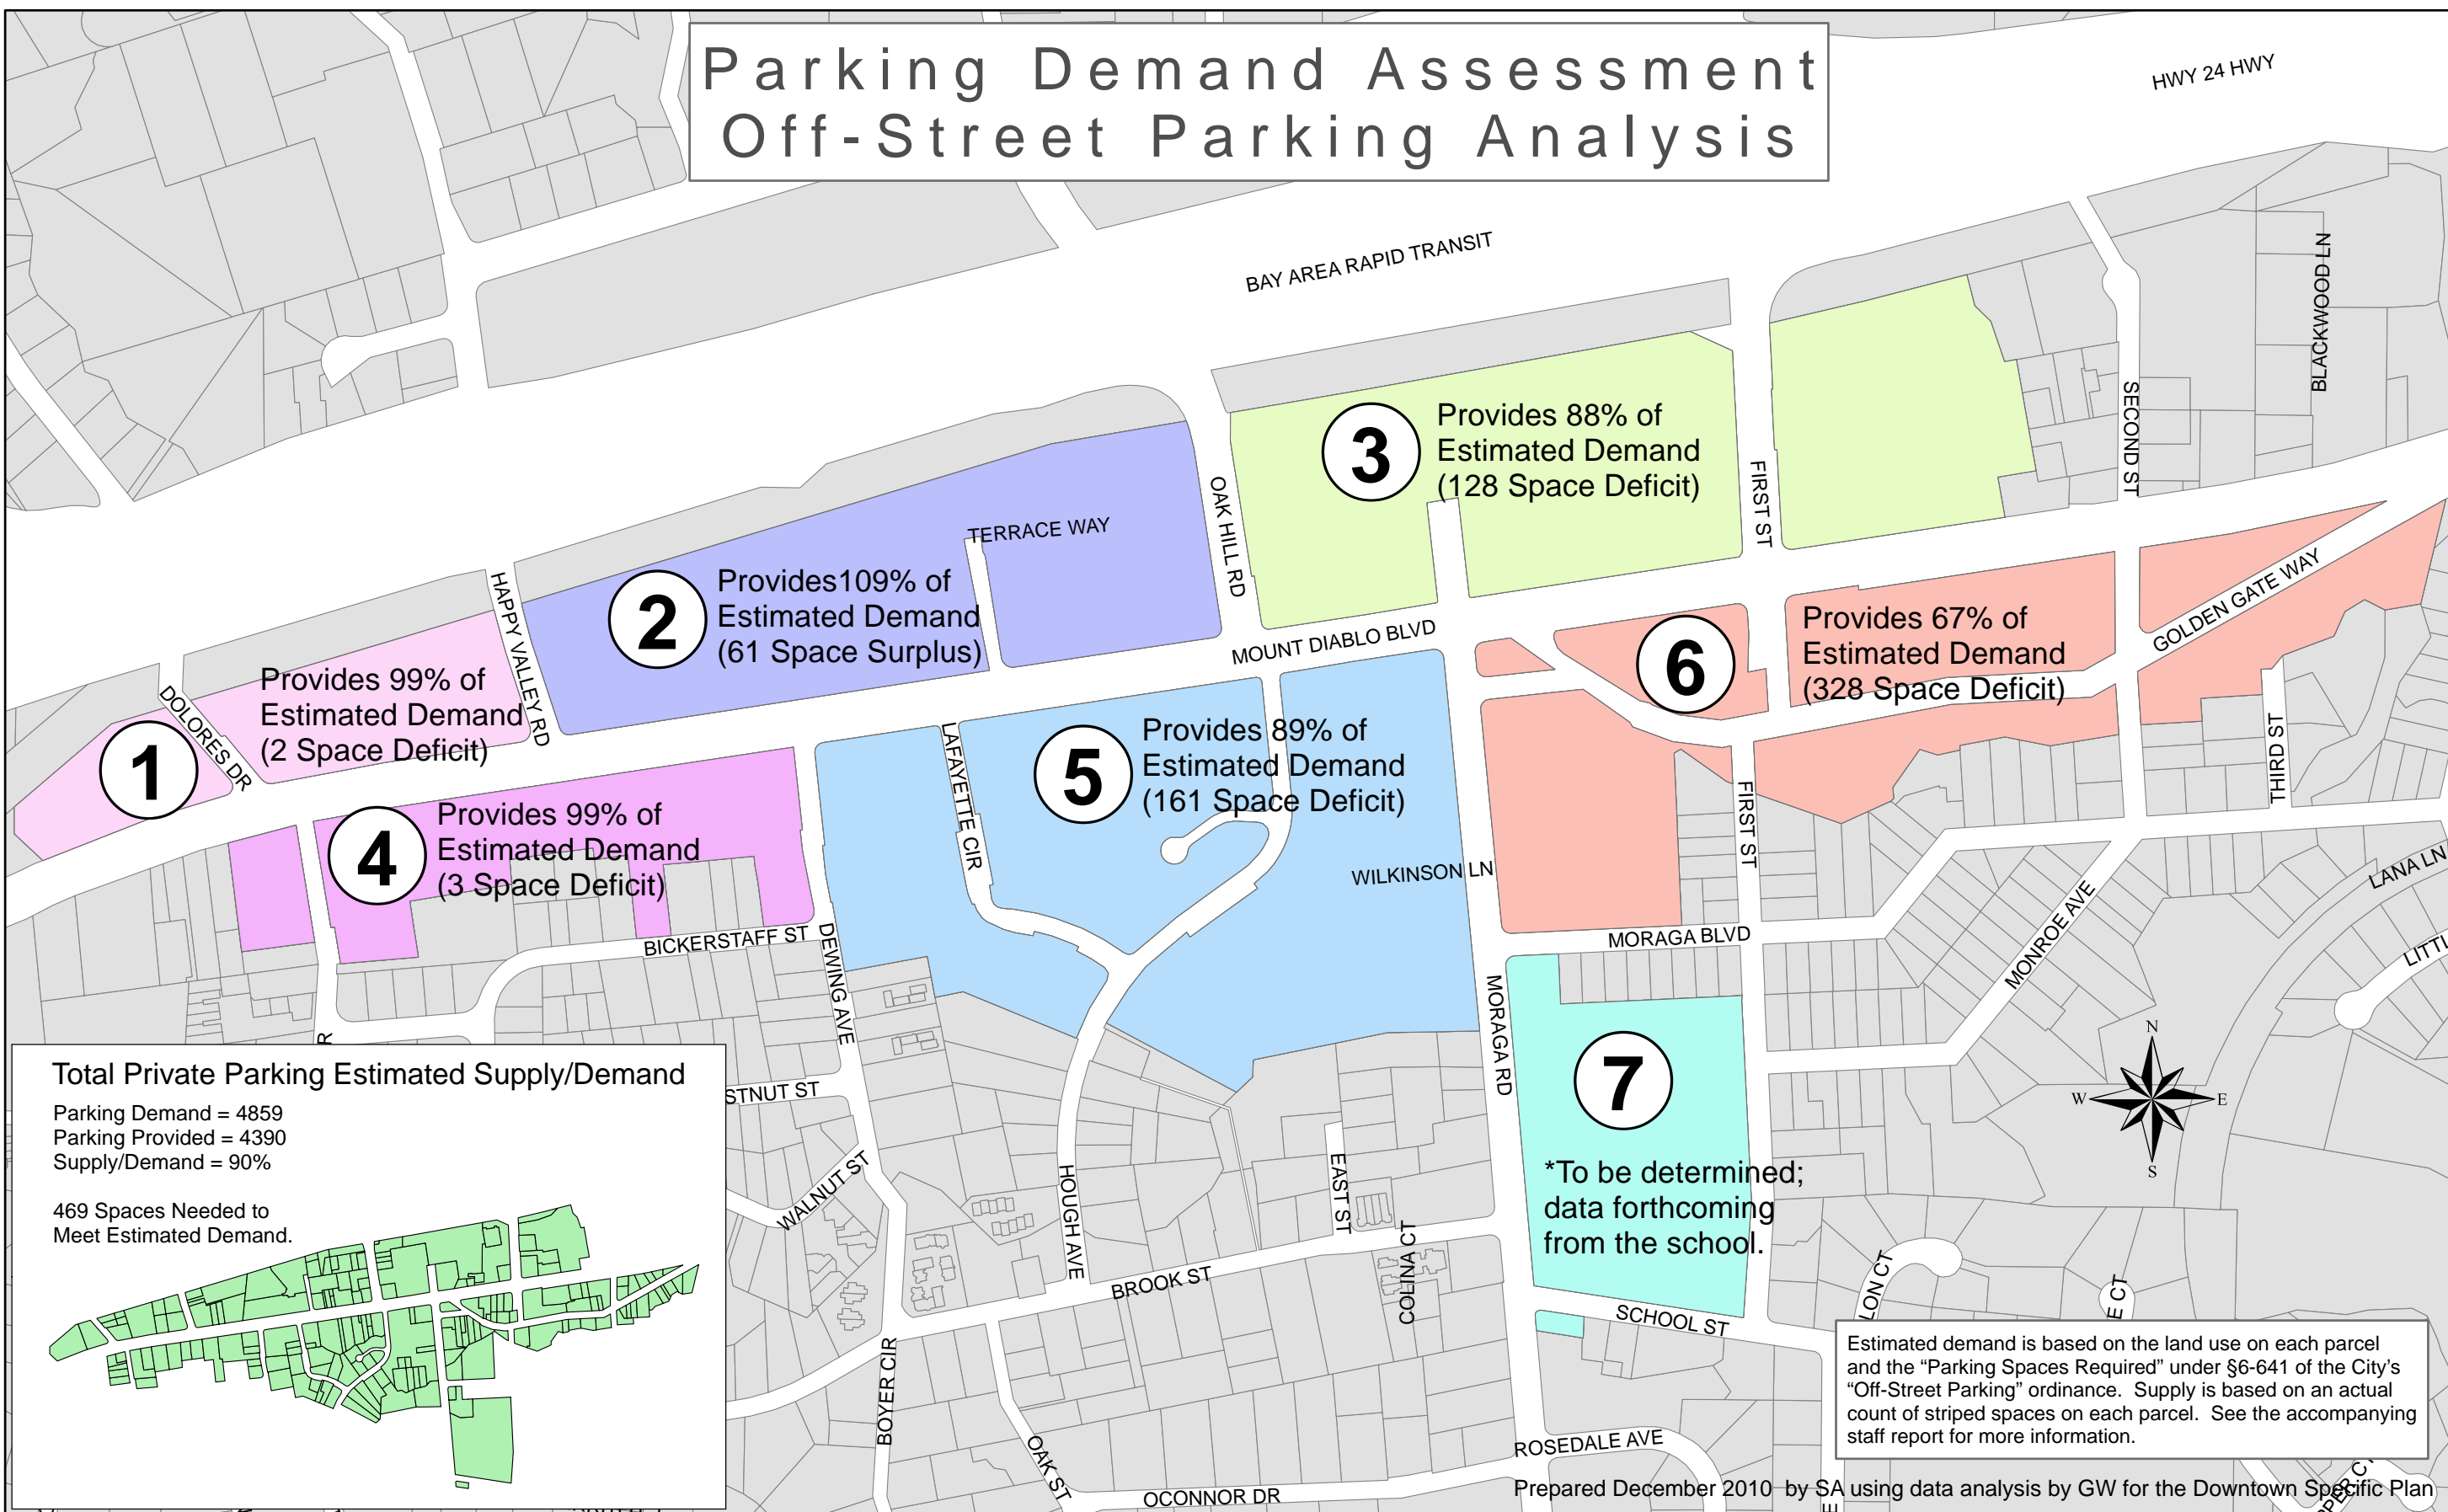 Parking Demand Assessment
Off-Street Parking Analysis
HWY 24 HWY
BAY AREA RAPID TRANSIT
BLACKWOOD LN
SECOND ST
3
Provides 88% of
Estimated Demand
(128 Space Deficit)
FIRST ST
OAK HILL RD
TERRACE WAY
2
Provides109% of
Estimated Demand
(61 Space Surplus)
HAPPY VALLEY RD
MOUNT DIABLO BLVD
6
Provides 67% of
Estimated Demand
(328 Space Deficit)
GOLDEN GATE WAY
THIRD ST
DOLORES DR
1
Provides 99% of
Estimated Demand
(2 Space Deficit)
LAFAYETTE CIR
5
Provides 89% of
Estimated Demand
(161 Space Deficit)
4
Provides 99% of
Estimated Demand
(3 Space Deficit)
FIRST ST
WILKINSON LN
LANA LN
BICKERSTAFF ST
DEWING AVE
MORAGA BLVD
MONROE AVE
LITTL
MORAGA RD
R
7
*To be determined;
data forthcoming
from the school.
N
W
E
S
Total Private Parking Estimated Supply/Demand
Parking Demand = 4859
Parking Provided = 4390
Supply/Demand = 90%
469 Spaces Needed to
Meet Estimated Demand.
STNUT ST
WALNUT ST
HOUGH AVE
EAST ST
COLINA CT
BROOK ST
SCHOOL ST
LON CT
E CT
BOYER CIR
OAK ST
OCONNOR DR
ROSEDALE AVE
Estimated demand is based on the land use on each parcel
and the “Parking Spaces Required” under §6-641 of the City’s
“Off-Street Parking” ordinance. Supply is based on an actual
count of striped spaces on each parcel. See the accompanying
staff report for more information.
Prepared December 2010 by SA using data analysis by GW for the Downtown Specific Plan